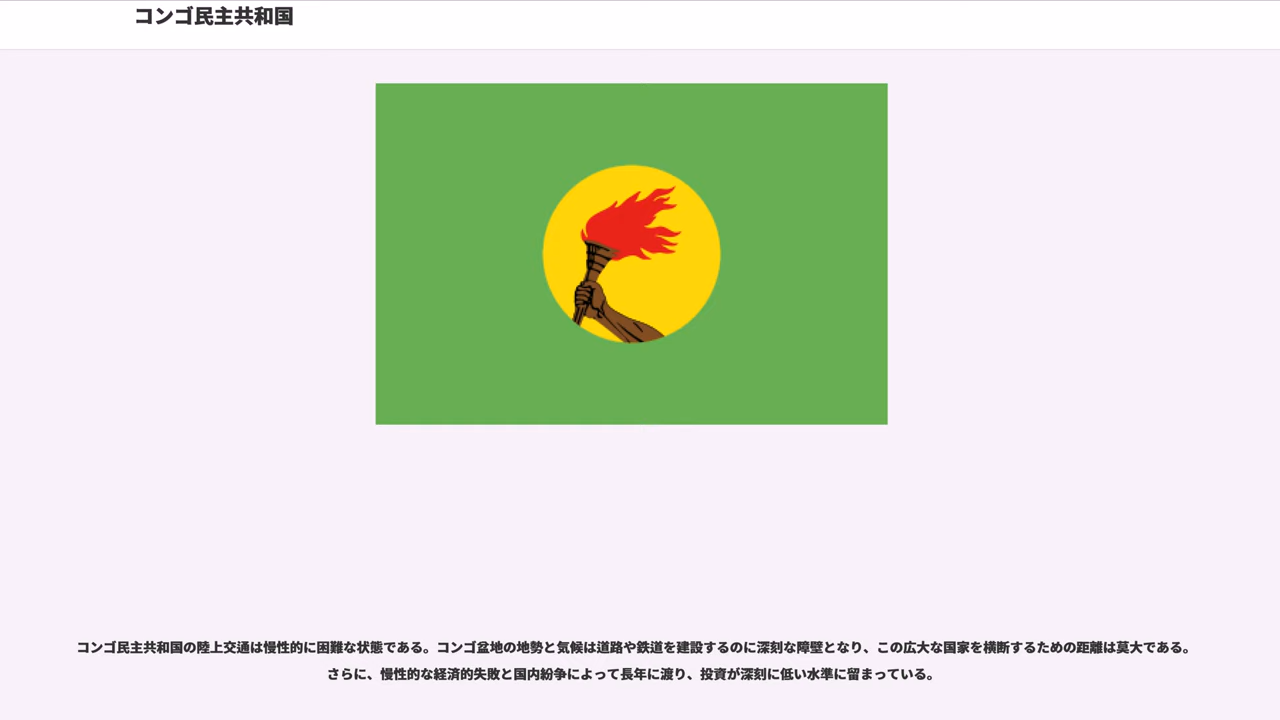 コンゴ民主共和国
コンゴ民主共和国の陸上交通は慢性的に困難な状態である。コンゴ盆地の地勢と気候は道路や鉄道を建設するのに深刻な障壁となり、この広大な国家を横断するための距離は莫大である。
さらに、慢性的な経済的失敗と国内紛争によって長年に渡り、投資が深刻に低い水準に留まっている。